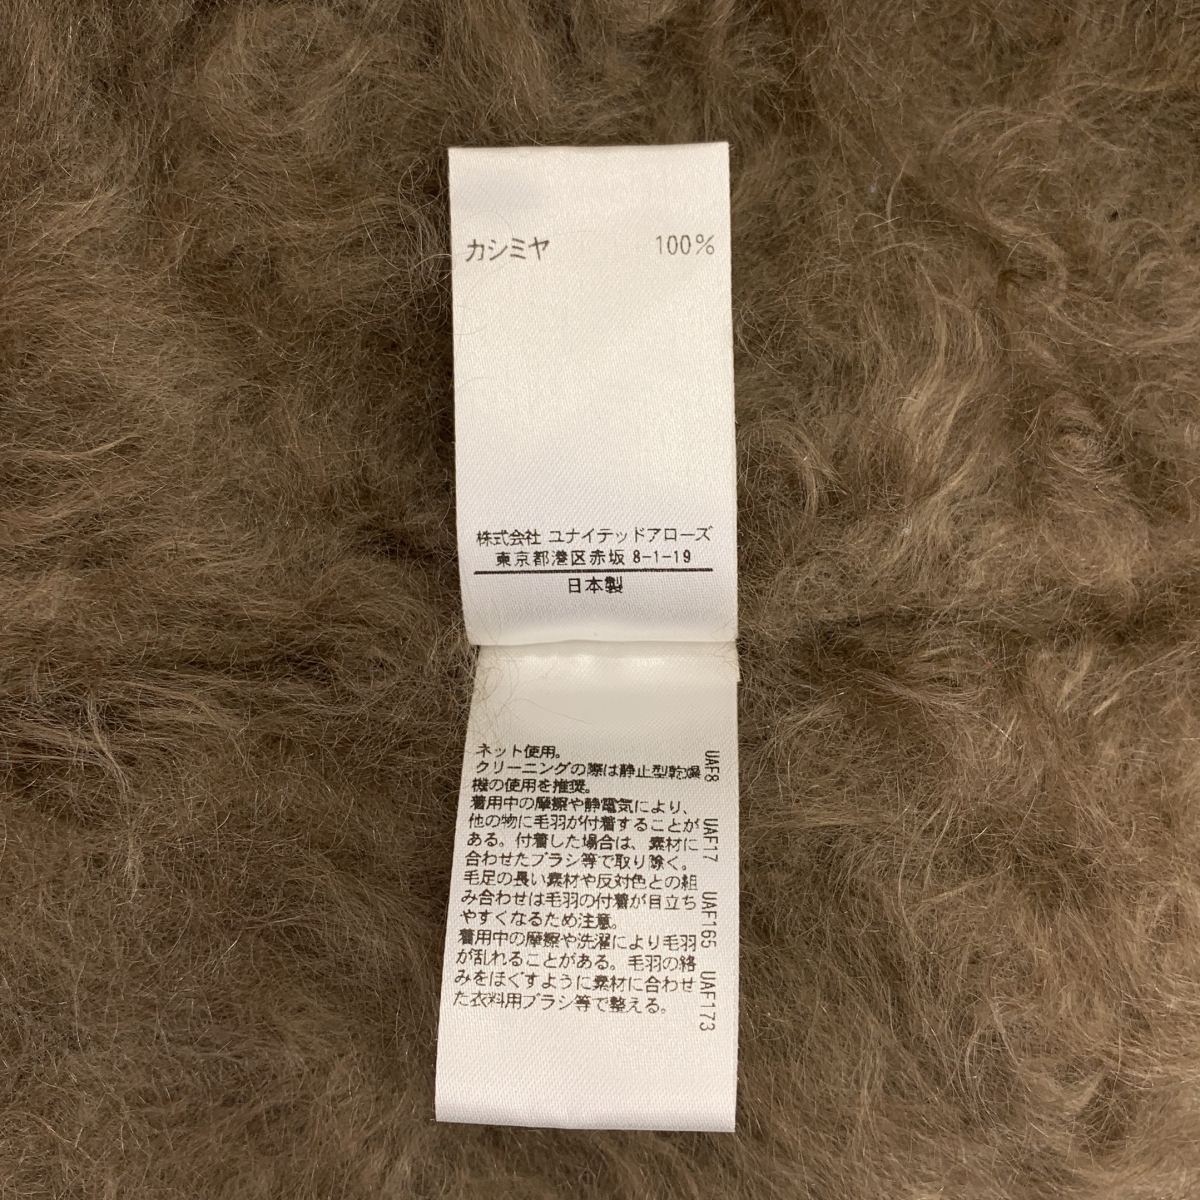 カシミヤ 100%
株式会社 ユナイテッドアローズ
東京都港区赤坂 8-1-19
日本製
ネット使用。
クリーニングの際は静止型乾燥
機の使用を推奨。
着用中の摩擦や静電気により、
他の物に毛羽が付着することが
ある。付着した場合は、素材に
合わせたブラシ等で取り除く。
毛足の長い素材や反対色との組
み合わせは毛羽の付着が目立ち
やすくなるため注意。
着用中の摩擦や洗濯により毛羽
が乱れることがある。毛羽の絡
みをほぐすように素材に合わせ
た衣料用ブラシ等で整える。
UAF8 UAF17 UAF165 UAF173